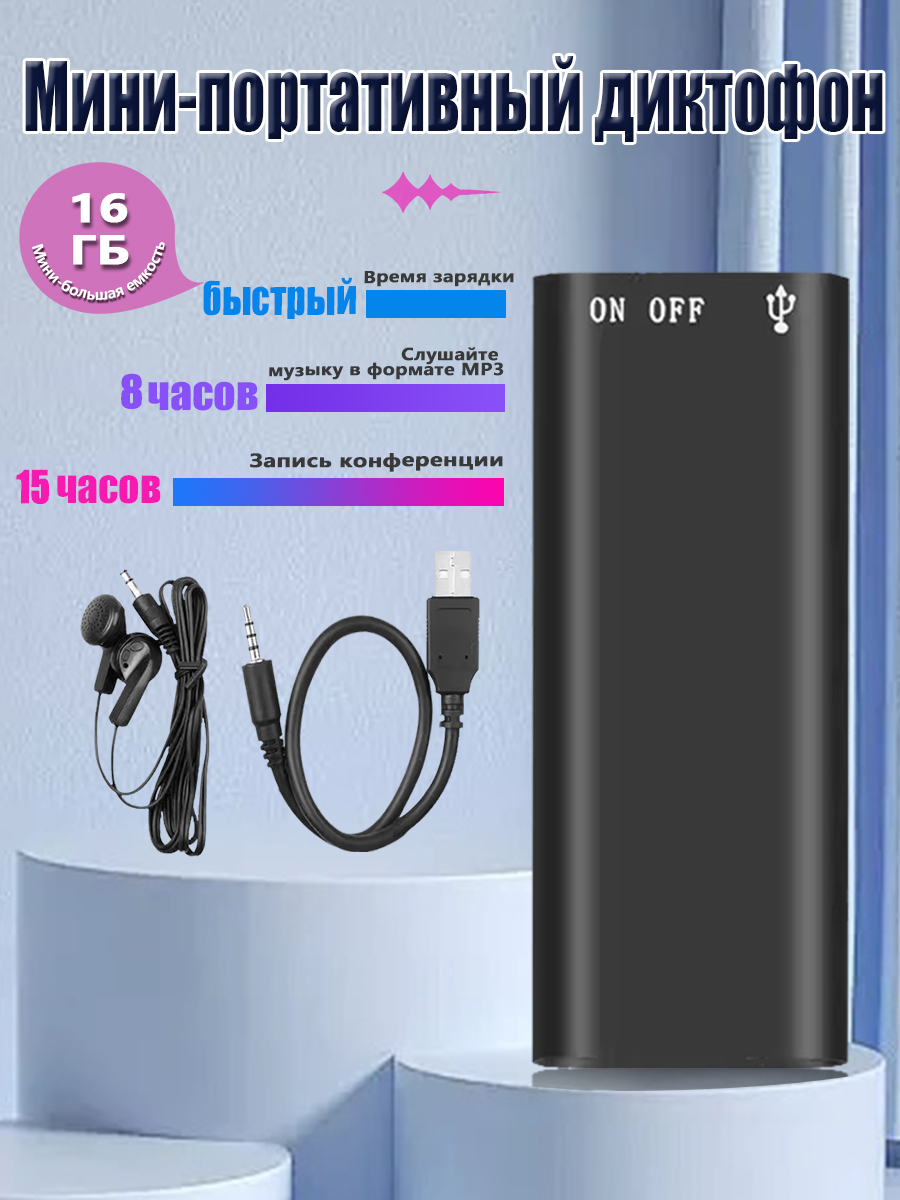 Мини-портативный диктофон
16
ГБ
Мини-большая емкость
Время зарядки
быстрый
Слушайте
музыку в формате MP3
8 часов
Запись конференции
15 часов
ON OFF